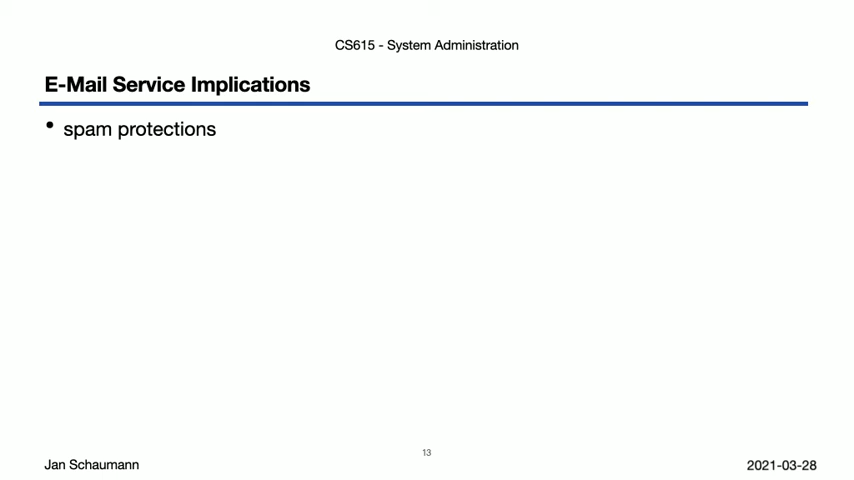 CS615 - System Administration
E-Mail Service Implications
• spam protections
13
Jan Schaumann
2021-03-28